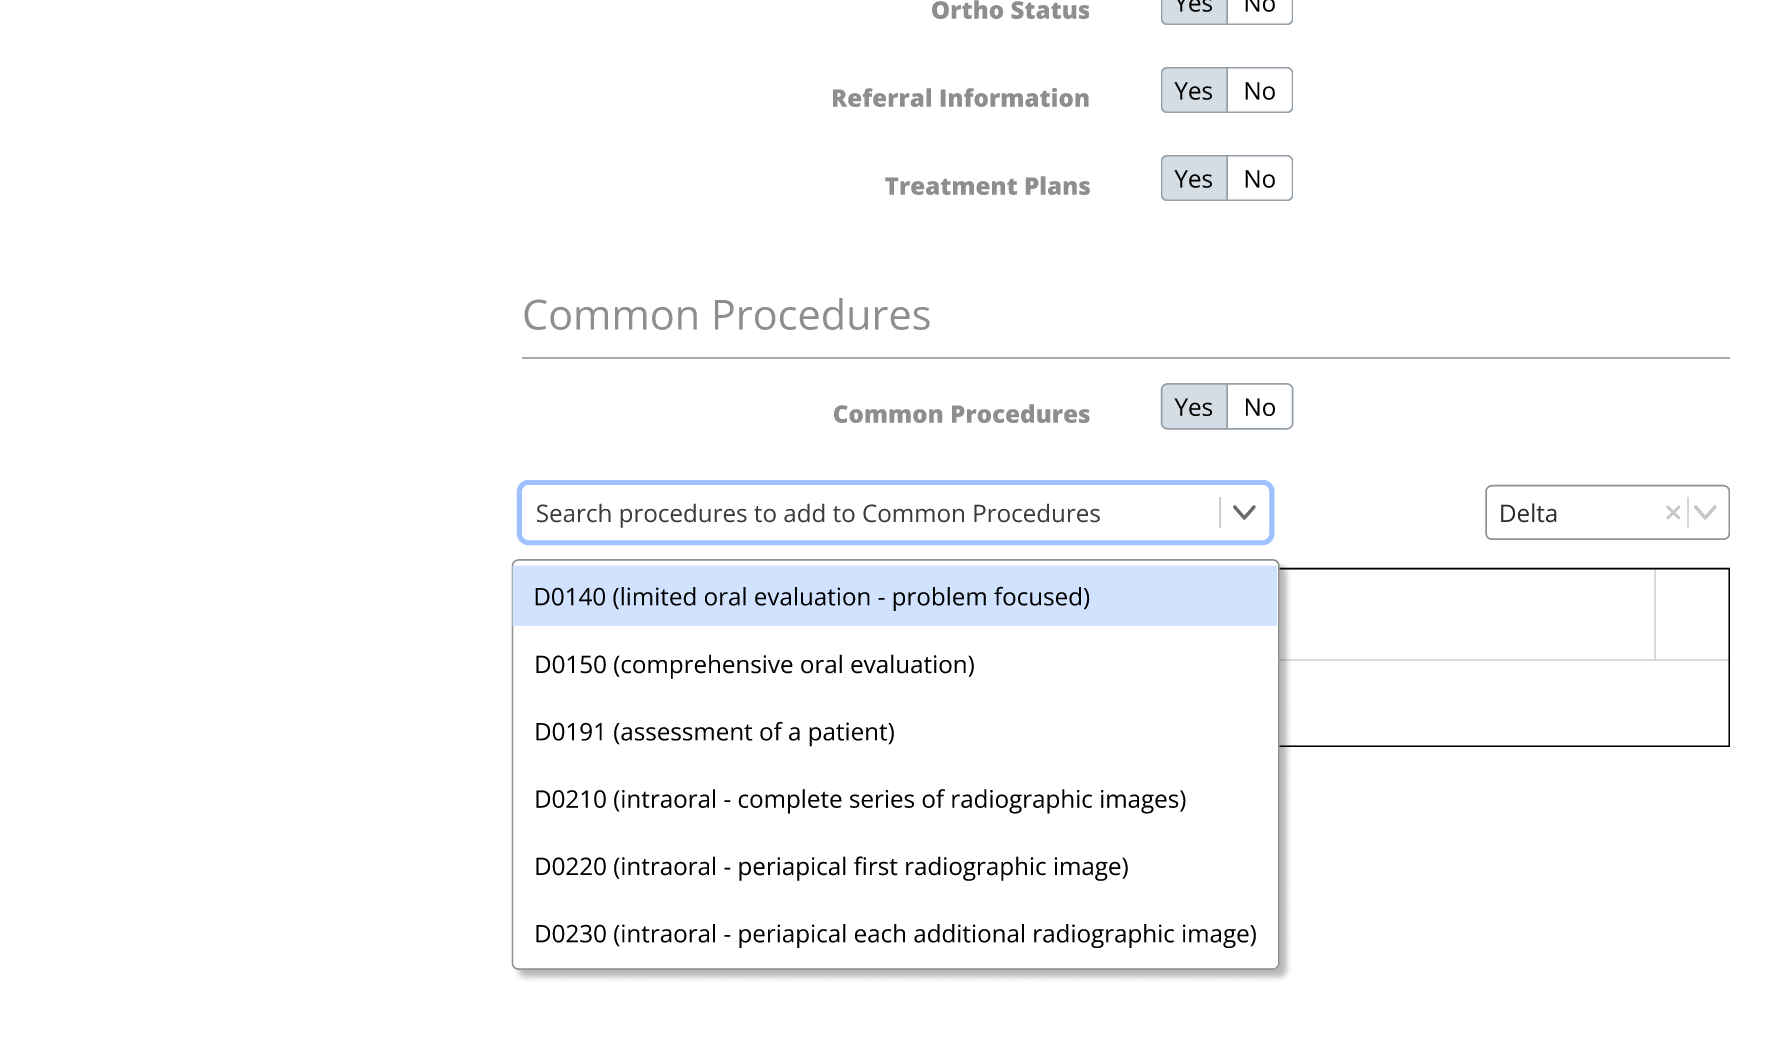 Ortho Status Yes No
Referral Information Yes No
Treatment Plans Yes No
Common Procedures
Common Procedures Yes No
Search procedures to add to Common Procedures Delta
D0140 (limited oral evaluation - problem focused)
D0150 (comprehensive oral evaluation)
D0191 (assessment of a patient)
D0210 (intraoral - complete series of radiographic images)
D0220 (intraoral - periapical first radiographic image)
D0230 (intraoral - periapical each additional radiographic image)